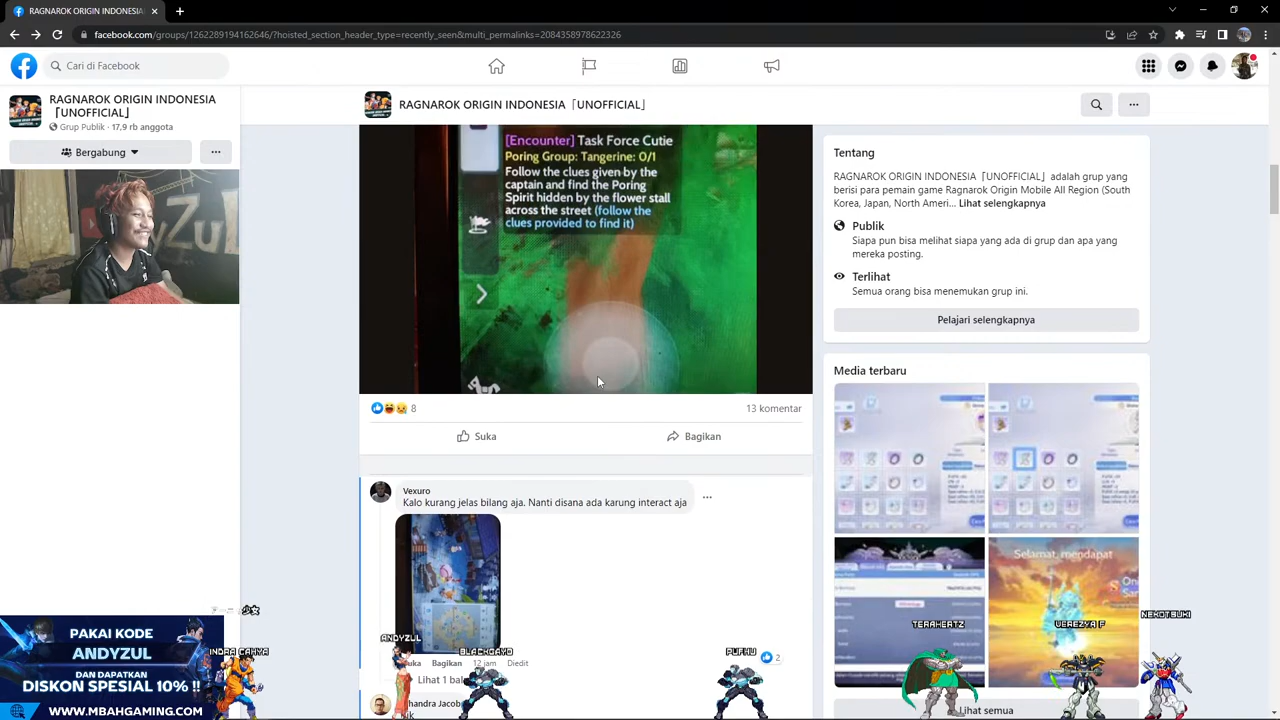 RAGNAROK ORIGIN INDONESIA
facebook.com/groups/1262289194162646/?hoisted_section_header_type=recently_seen&multi_permalinks=2084358978622326
Cari di Facebook
RAGNAROK ORIGIN INDONESIA
「UNOFFICIAL」
Grup Publik · 17,9 rb anggota
Bergabung
RAGNAROK ORIGIN INDONESIA「UNOFFICIAL」
[Encounter] Task Force Cutie
Poring Group: Tangerine: 0/1
Follow the clues given by the
captain and find the Poring
Spirit hidden by the flower stall
across the street (follow the
clues provided to find it)
8
13 komentar
Suka
Bagikan
Vexuro
Kalo kurang jelas bilang aja. Nanti disana ada karung interact aja
uka
Bagikan
12 jam
Diedit
2
Lihat 1 bal
handra Jacob
Tentang
RAGNAROK ORIGIN INDONESIA「UNOFFICIAL」 adalah grup yang
berisi para pemain game Ragnarok Origin Mobile All Region (South
Korea, Japan, North Ameri... Lihat selengkapnya
Publik
Siapa pun bisa melihat siapa yang ada di grup dan apa yang
mereka posting.
Terlihat
Semua orang bisa menemukan grup ini.
Pelajari selengkapnya
Media terbaru
Selamat, mendapat
Lihat semua
PAKAI KODE
ANDYZUL
DAN DAPATKAN
DISKON SPESIAL 10% !!
WWW.MBAHGAMING.COM
INDRA CAHYA
ANDYZUL
BLACKGAYO
PUFHU
TERAHERTZ
VEREZYA F
NEKOTSUKI